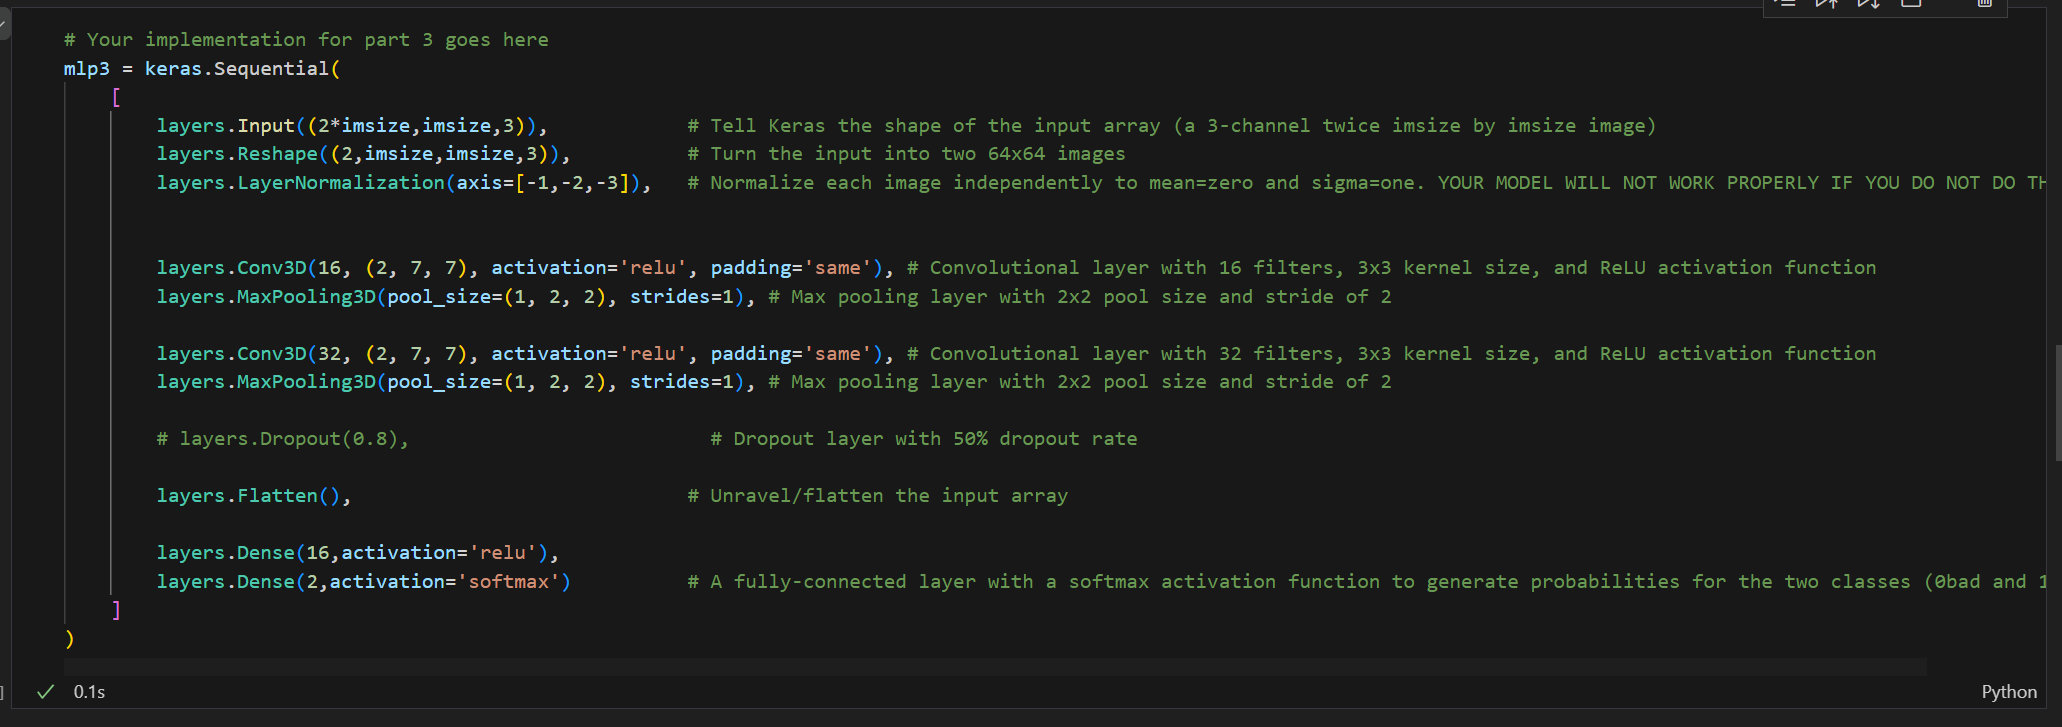 # Your implementation for part 3 goes here
mlp3 = keras.Sequential(
[
layers.Input((2*imsize,imsize,3)), # Tell Keras the shape of the input array (a 3-channel twice imsize by imsize image)
layers.Reshape((2,imsize,imsize,3)), # Turn the input into two 64x64 images
layers.LayerNormalization(axis=[-1,-2,-3]), # Normalize each image independently to mean=zero and sigma=one. YOUR MODEL WILL NOT WORK PROPERLY IF YOU DO NOT DO TH
layers.Conv3D(16, (2, 7, 7), activation='relu', padding='same'), # Convolutional layer with 16 filters, 3x3 kernel size, and ReLU activation function
layers.MaxPooling3D(pool_size=(1, 2, 2), strides=1), # Max pooling layer with 2x2 pool size and stride of 2
layers.Conv3D(32, (2, 7, 7), activation='relu', padding='same'), # Convolutional layer with 32 filters, 3x3 kernel size, and ReLU activation function
layers.MaxPooling3D(pool_size=(1, 2, 2), strides=1), # Max pooling layer with 2x2 pool size and stride of 2
# layers.Dropout(0.8), # Dropout layer with 50% dropout rate
layers.Flatten(), # Unravel/flatten the input array
layers.Dense(16,activation='relu'),
layers.Dense(2,activation='softmax') # A fully-connected layer with a softmax activation function to generate probabilities for the two classes (0bad and 1
]
)
] 0.1s
Python